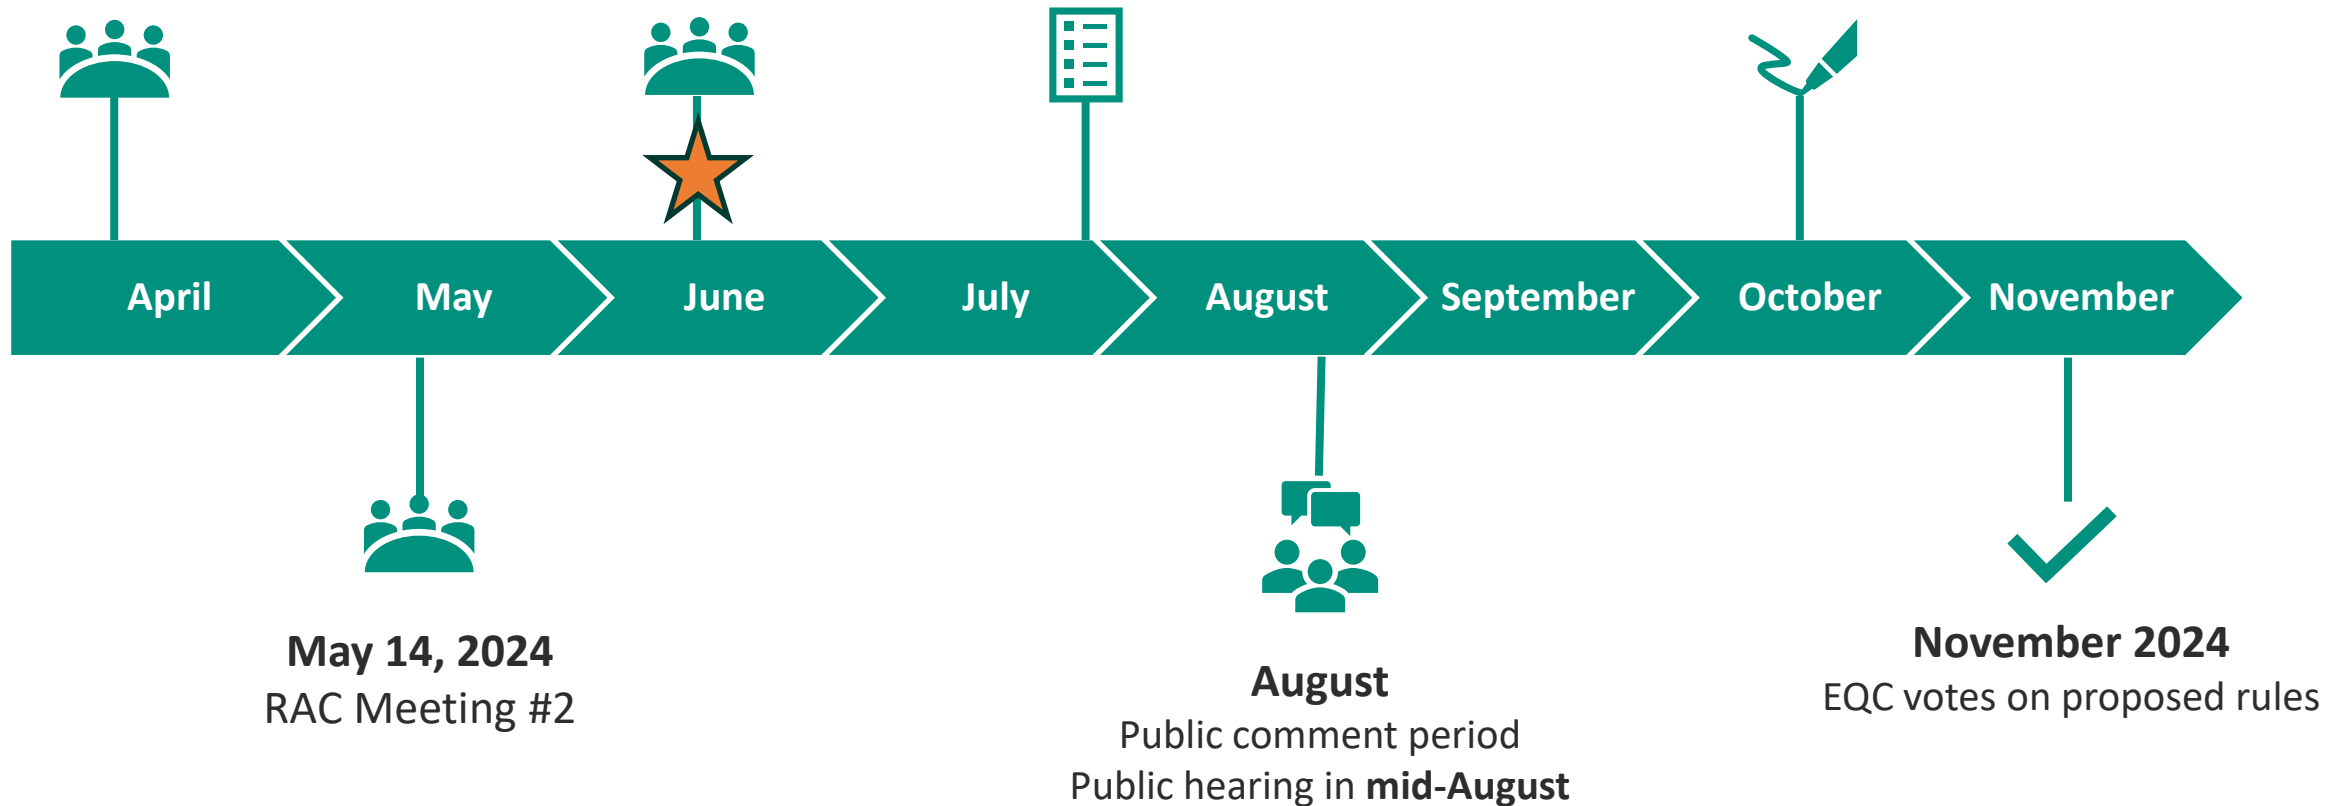 April
May
June
July
August
September
October
November
May 14, 2024
RAC Meeting #2
August
Public comment period
Public hearing in mid-August
November 2024
EQC votes on proposed rules